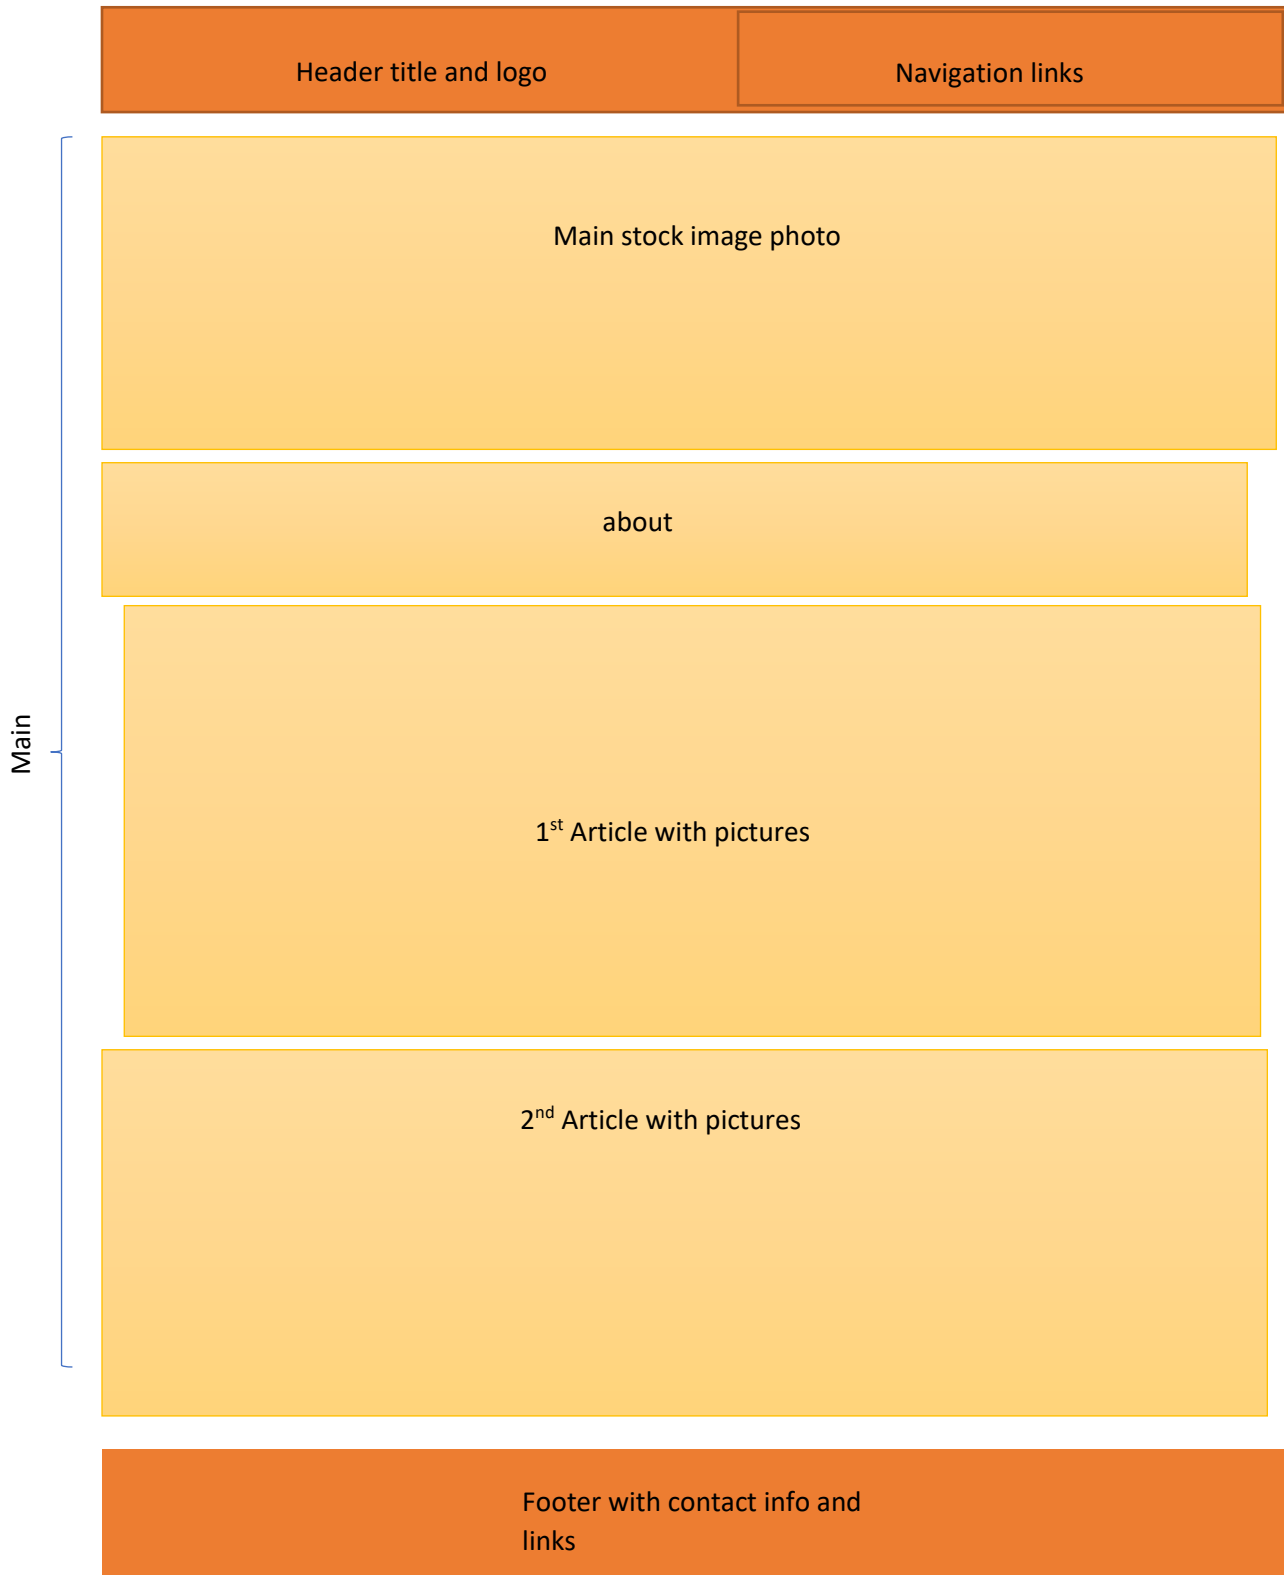 Header title and logo
Navigation links
Main stock image photo
about
Main
1st Article with pictures
2nd Article with pictures
Footer with contact info and
links